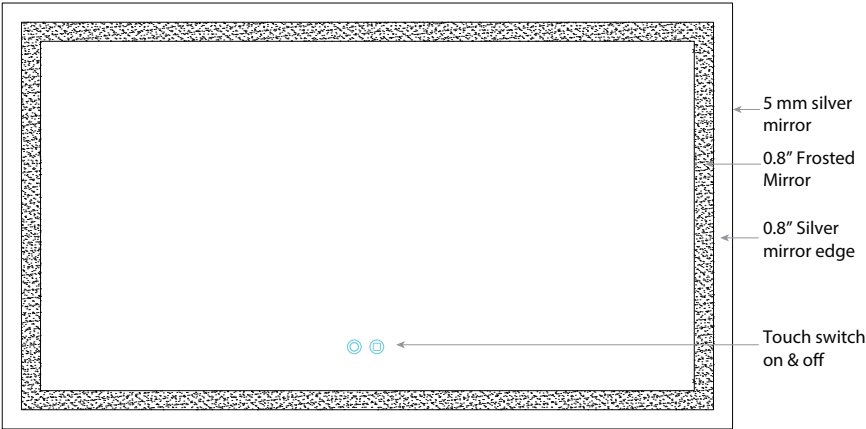 5 mm silver
mirror
0.8” Frosted
Mirror
0.8” Silver
mirror edge
Touch switch
on & off